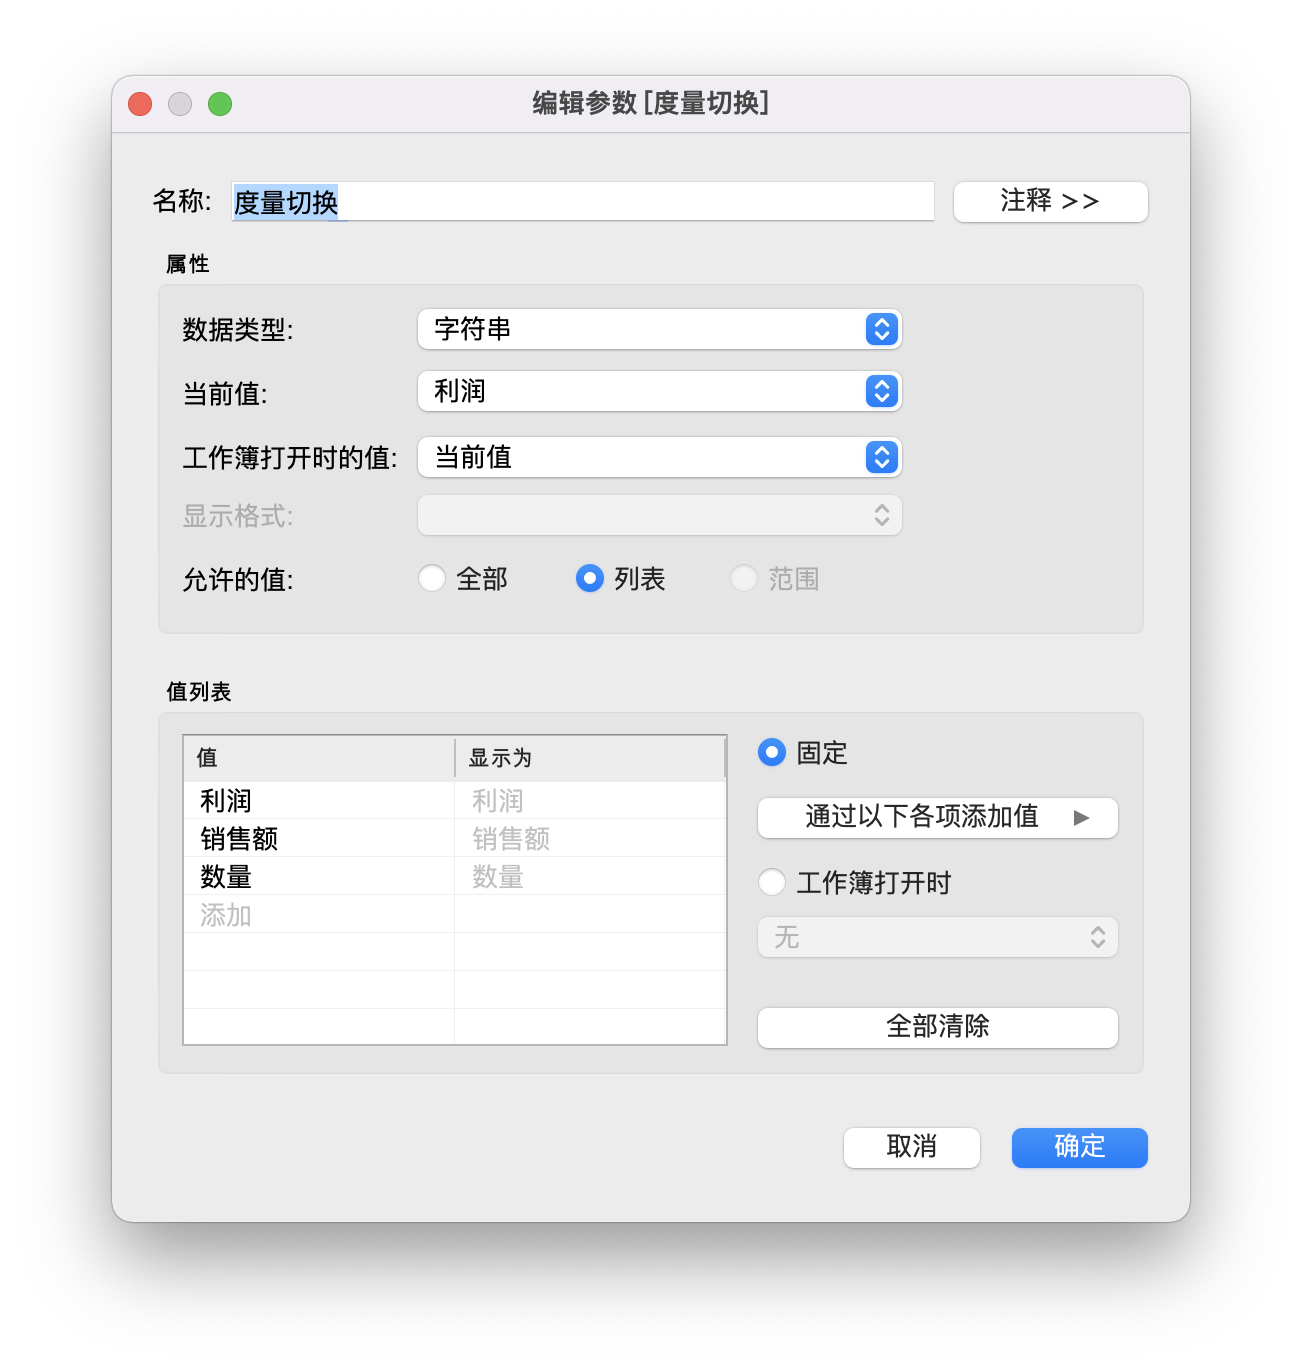 编辑参数 [度量切换]
名称: 度量切换 注释 >>
属性
数据类型: 字符串
当前值: 利润
工作簿打开时的值: 当前值
显示格式:
允许的值: 全部 列表 范围
值列表
值 显示为
利润 利润
销售额 销售额
数量 数量
添加
固定
通过以下各项添加值
工作簿打开时
无
全部清除
取消 确定